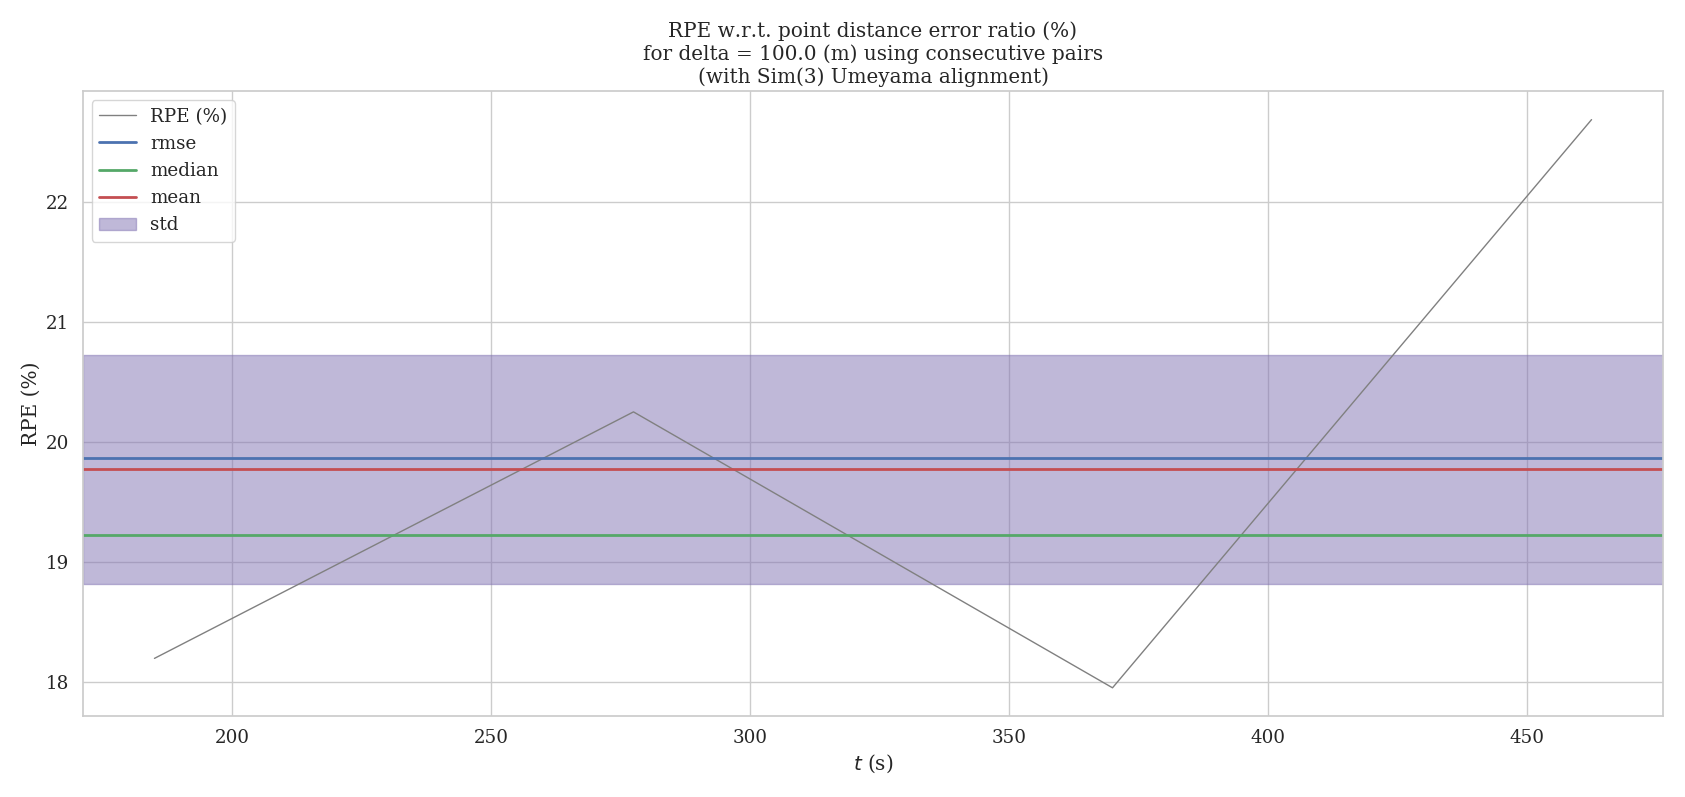 RPE w.r.t. point distance error ratio (%)
for delta = 100.0 (m) using consecutive pairs
(with Sim(3) Umeyama alignment)
RPE (%)
rmse
median
mean
std
RPE (%)
22
21
20
19
18
200 250 300 350 400 450
t (s)